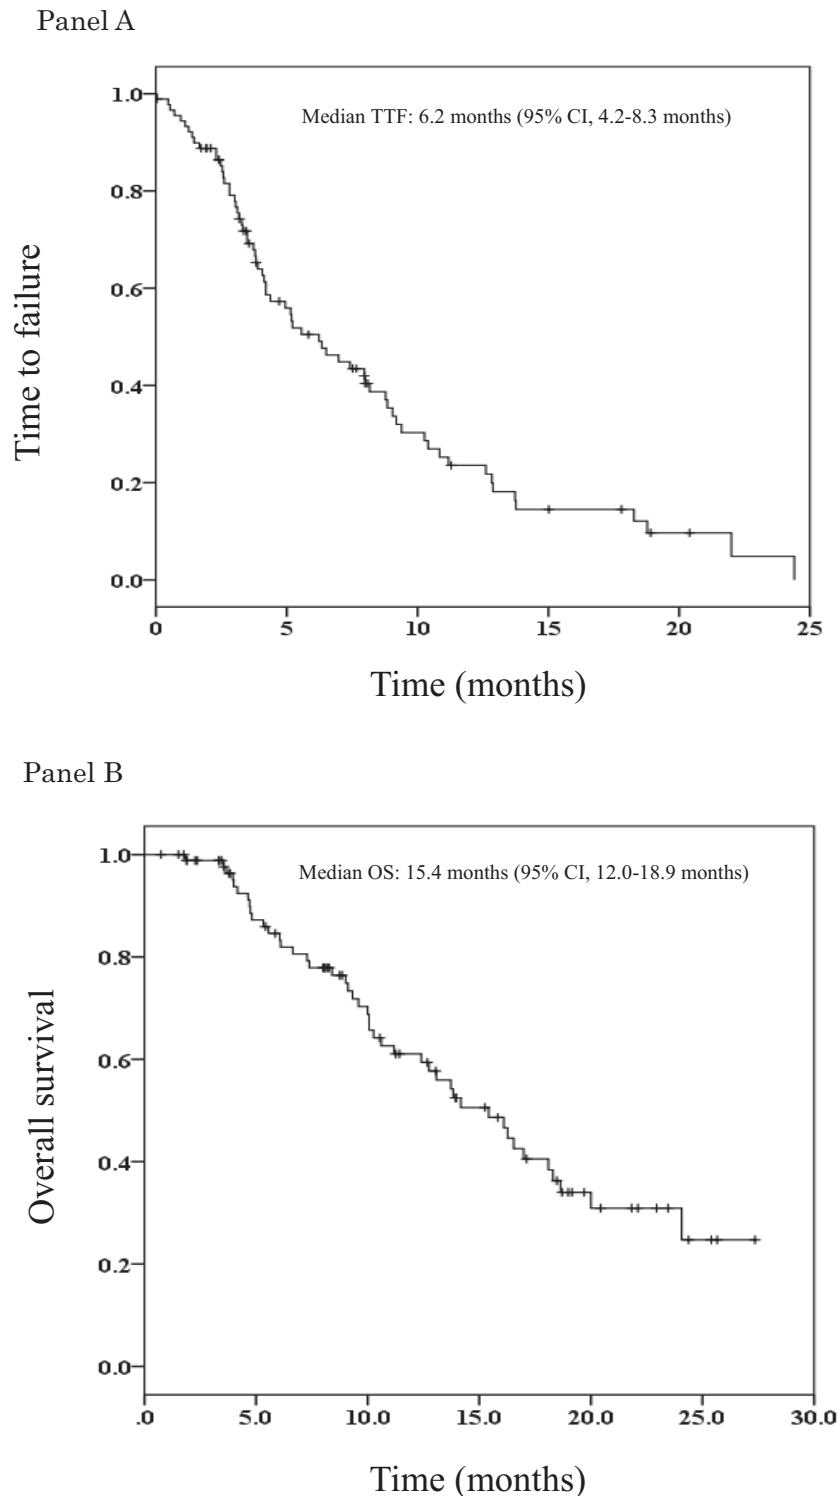 Panel A
Median TTF: 6.2 months (95% CI, 4.2-8.3 months)
Time to failure
1.0
0.8
0.6
0.4
0.2
0.0
0 5 10 15 20 25
Time (months)
Panel B
Median OS: 15.4 months (95% CI, 12.0-18.9 months)
Overall survival
1.0
0.8
0.6
0.4
0.2
0.0
.0 5.0 10.0 15.0 20.0 25.0 30.0
Time (months)